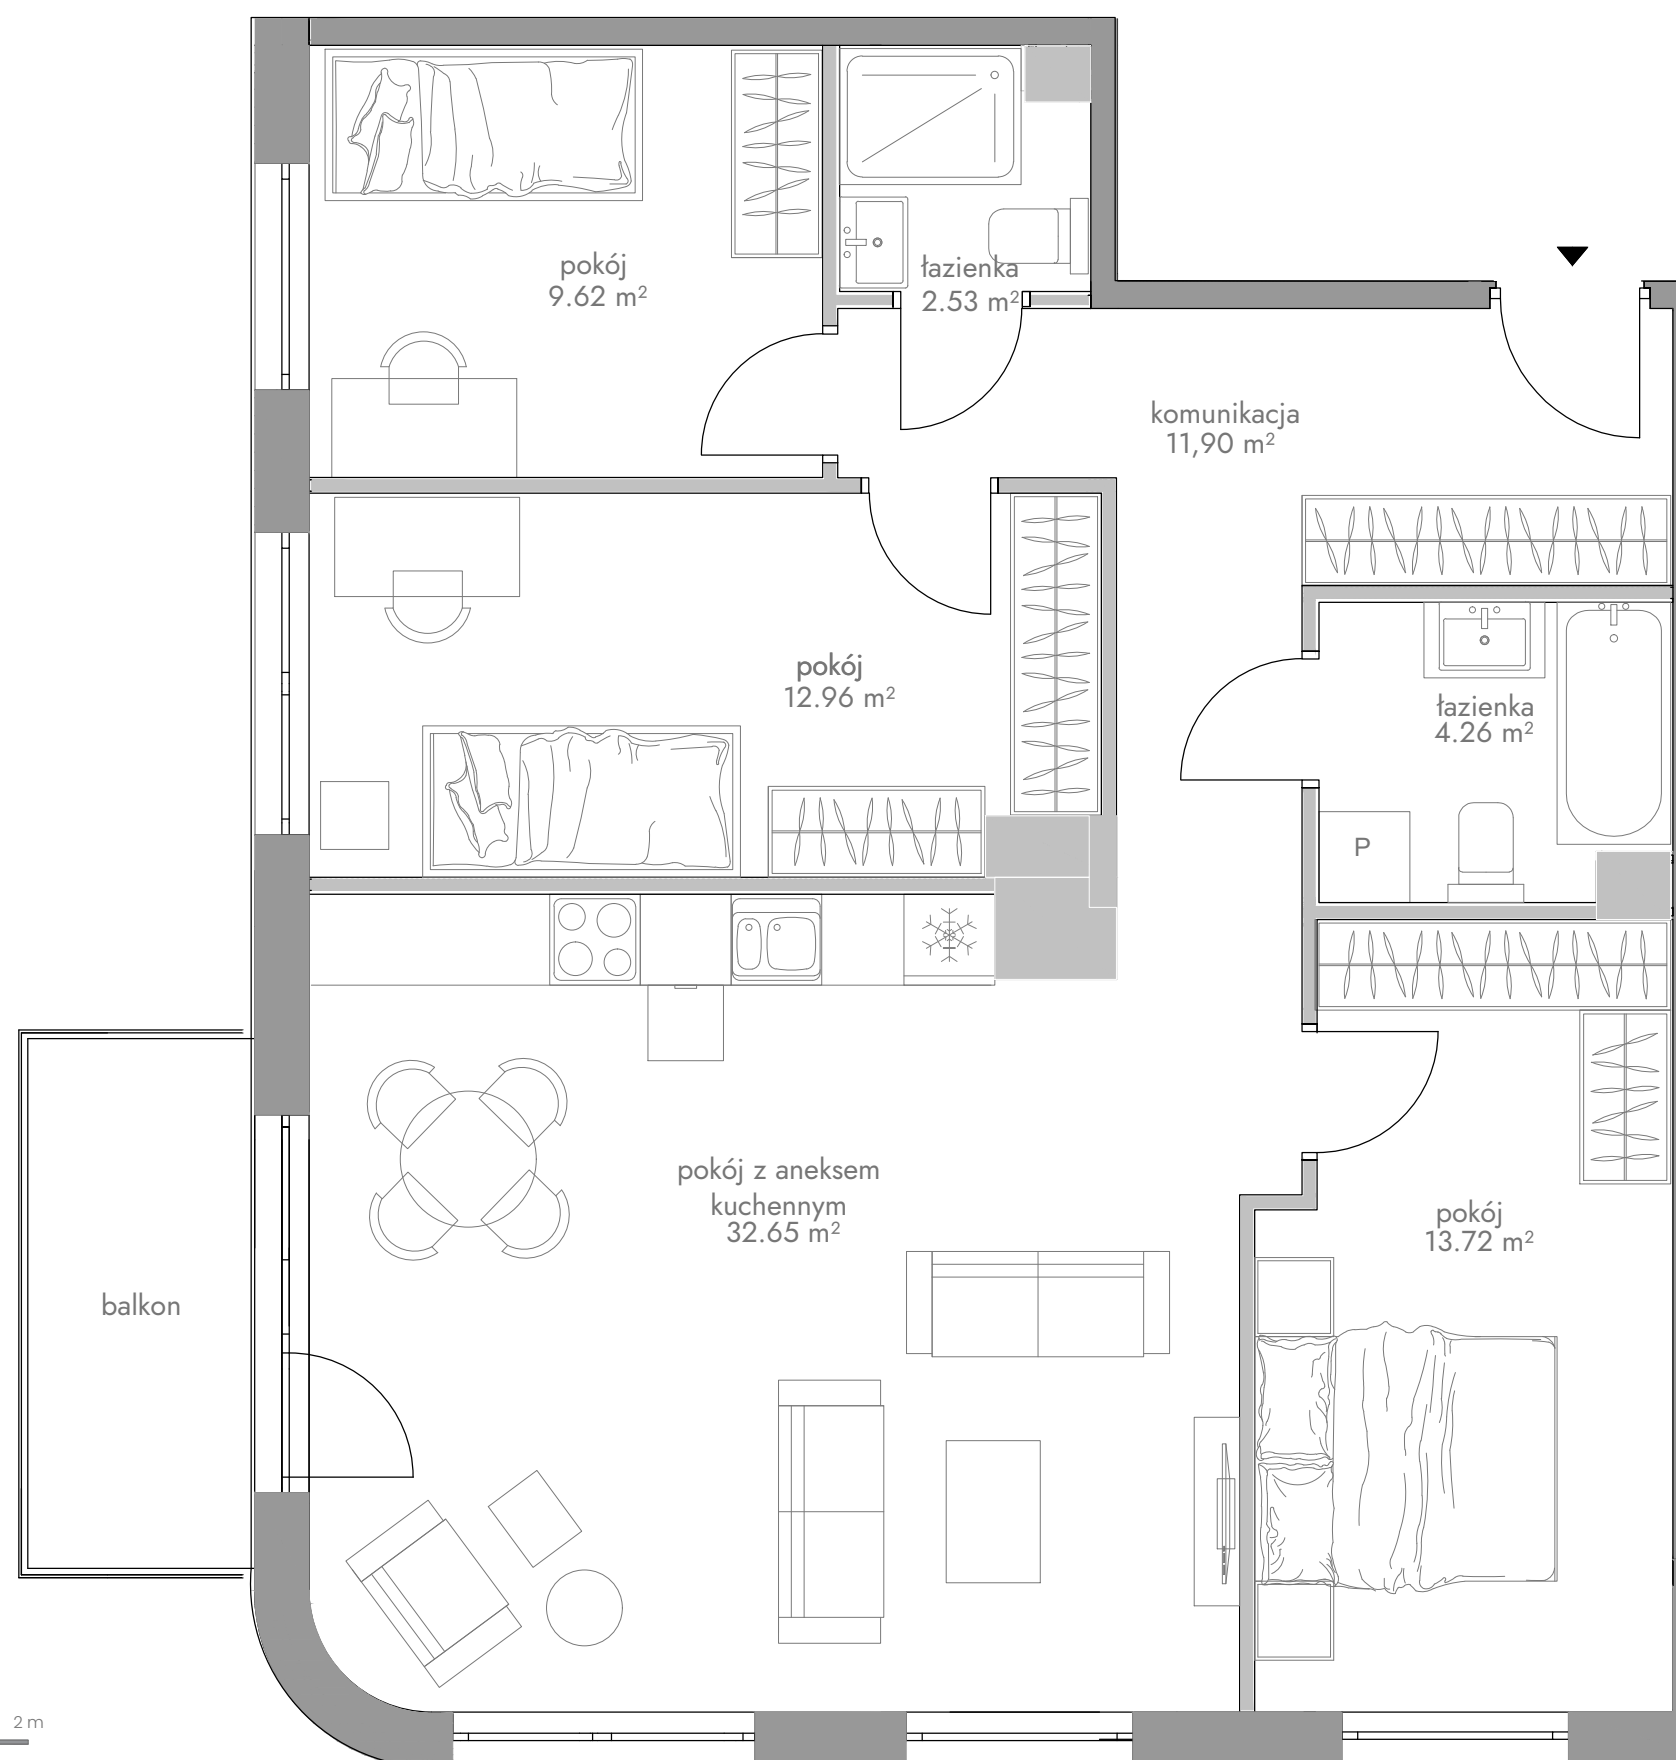 pokój
9.62 m²
łazienka
2.53 m²
komunikacja
11,90 m²
pokój
12.96 m²
łazienka
4.26 m²
P
pokój z aneksem
kuchennym
32.65 m²
pokój
13.72 m²
balkon
2 m